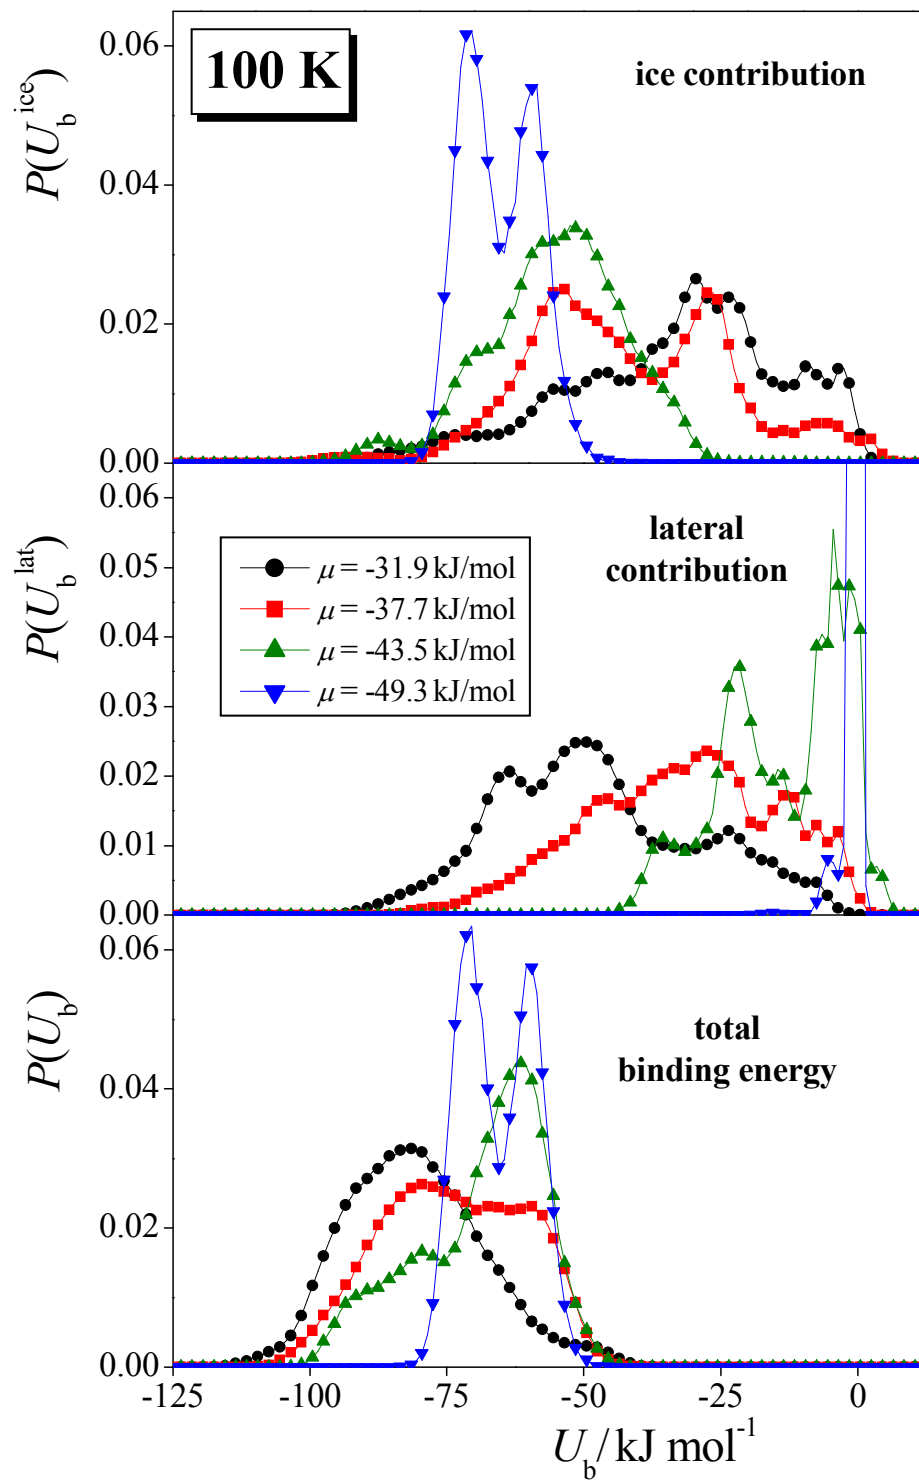 100 K
ice contribution
P(U_b^ice)
0.06
0.04
0.02
0.00
lateral
contribution
P(U_b^lat)
0.06
0.05
0.04
0.03
0.02
0.01
0.00
μ = -31.9 kJ/mol
μ = -37.7 kJ/mol
μ = -43.5 kJ/mol
μ = -49.3 kJ/mol
total
binding energy
P(U_b)
0.06
0.04
0.02
0.00
-125 -100 -75 -50 -25 0
U_b/kJ mol^-1